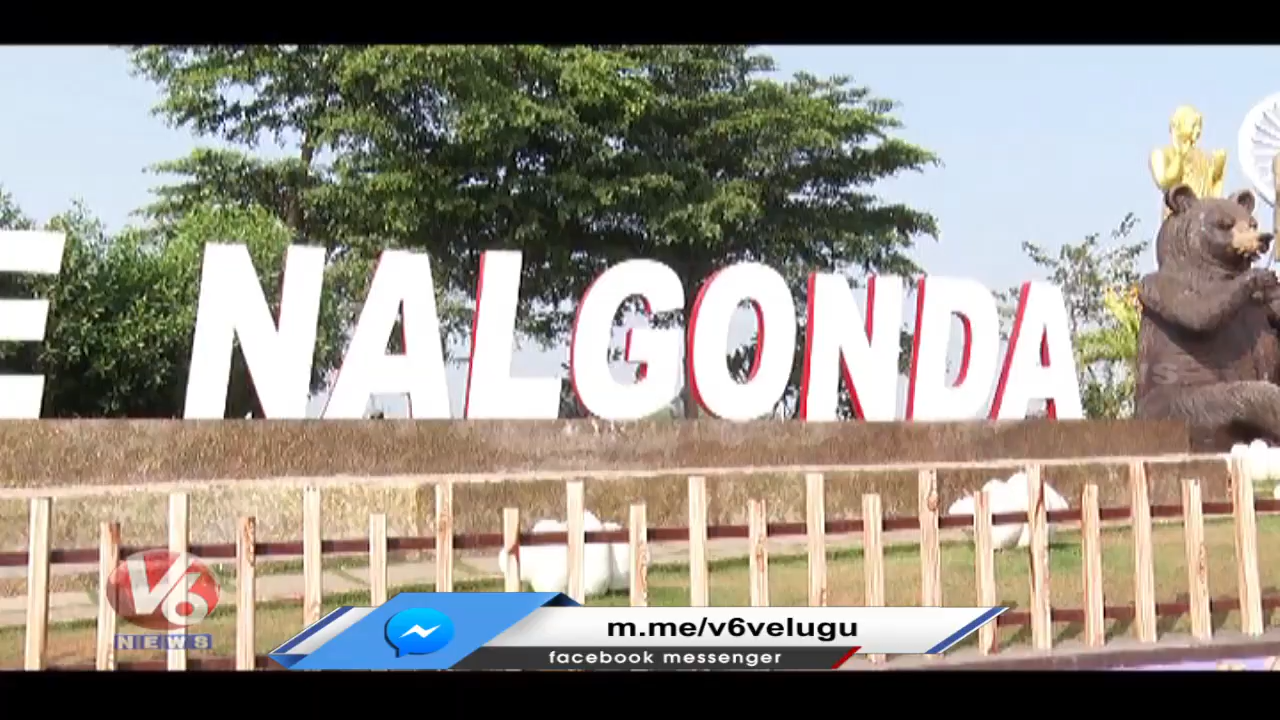 E NALGONDA
V6
NEWS
m.me/v6velugu
facebook messenger